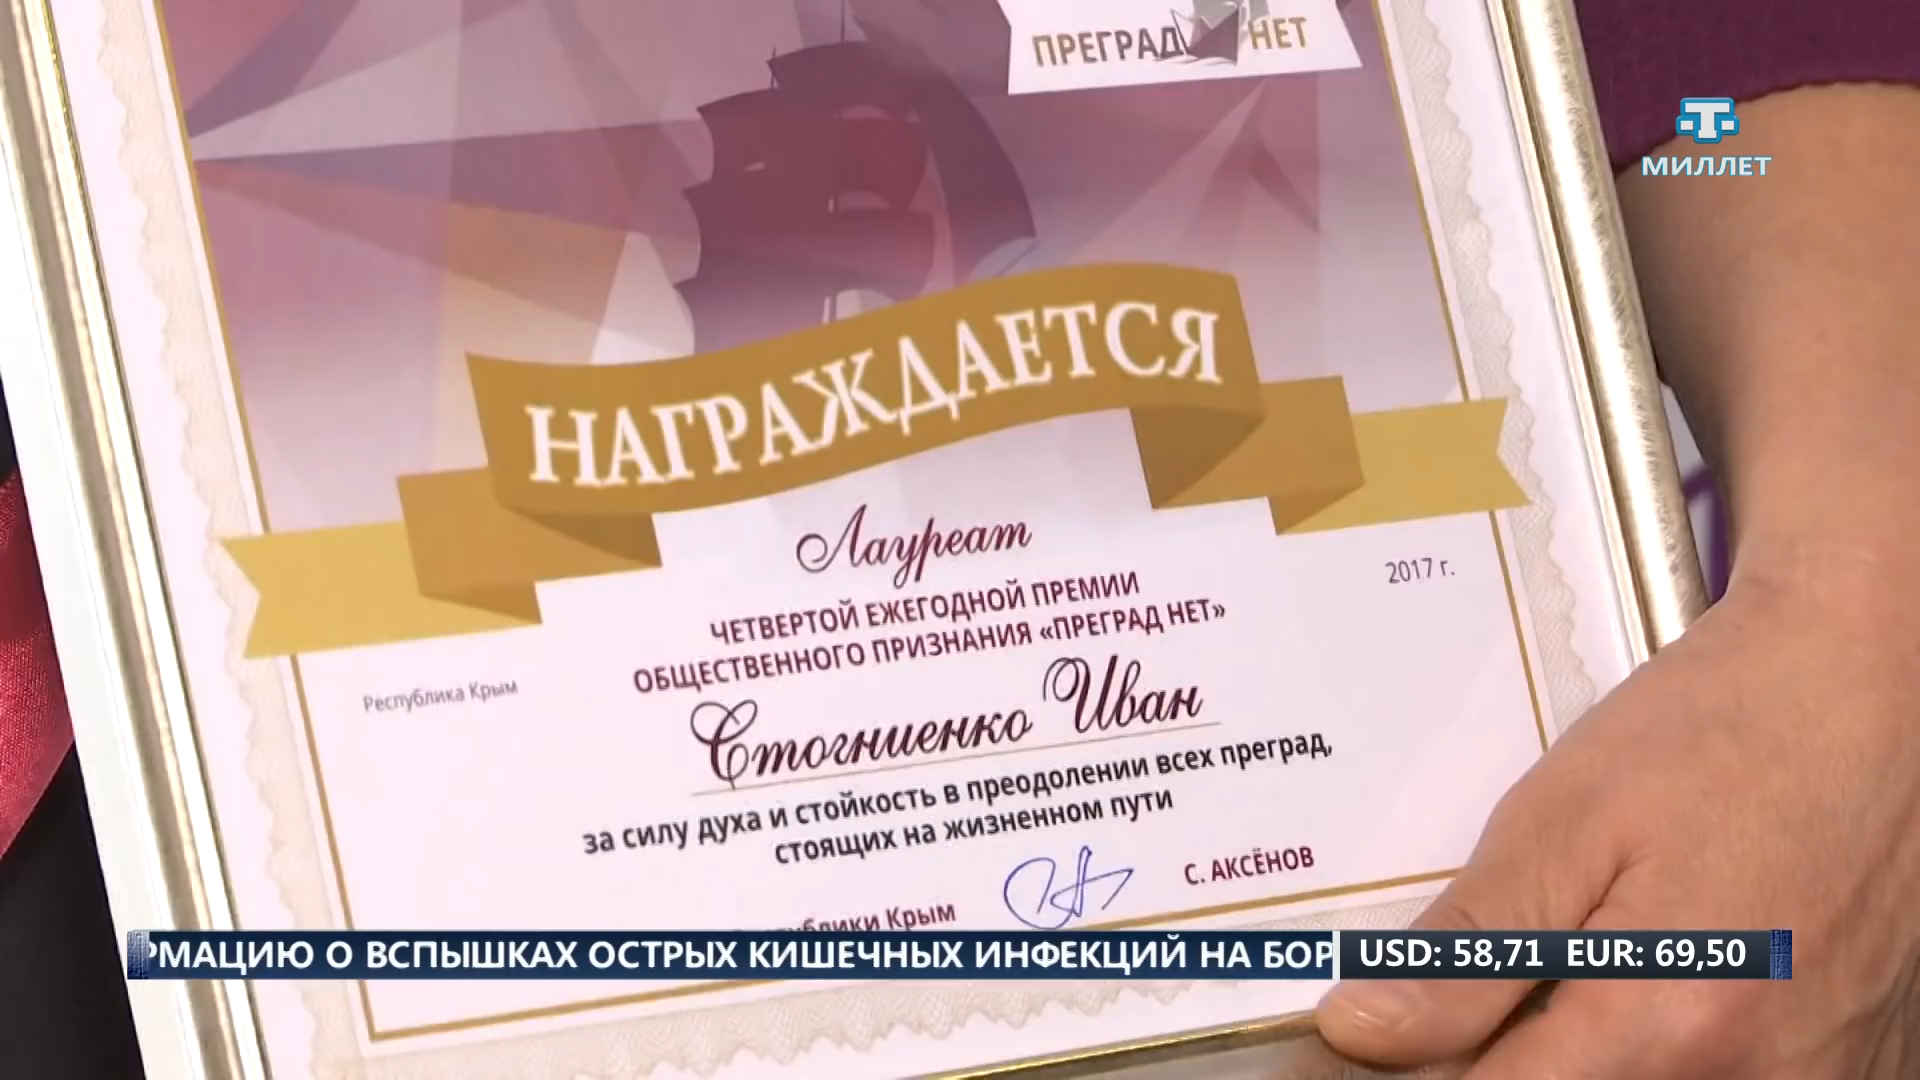 ПРЕГРАД НЕТ
МИЛЛЕТ
НАГРАЖДАЕТСЯ
Лауреат
2017 г.
ЧЕТВЕРТОЙ ЕЖЕГОДНОЙ ПРЕМИИ
ОБЩЕСТВЕННОГО ПРИЗНАНИЯ «ПРЕГРАД НЕТ»
Республика Крым
Стогниенко Иван
за силу духа и стойкость в преодолении всех преград,
стоящих на жизненном пути
С. АКСЁНОВ
Крым
О ВСПЫШКАХ ОСТРЫХ КИШЕЧНЫХ ИНФЕКЦИЙ НА БОР
USD: 58,71 EUR: 69,50